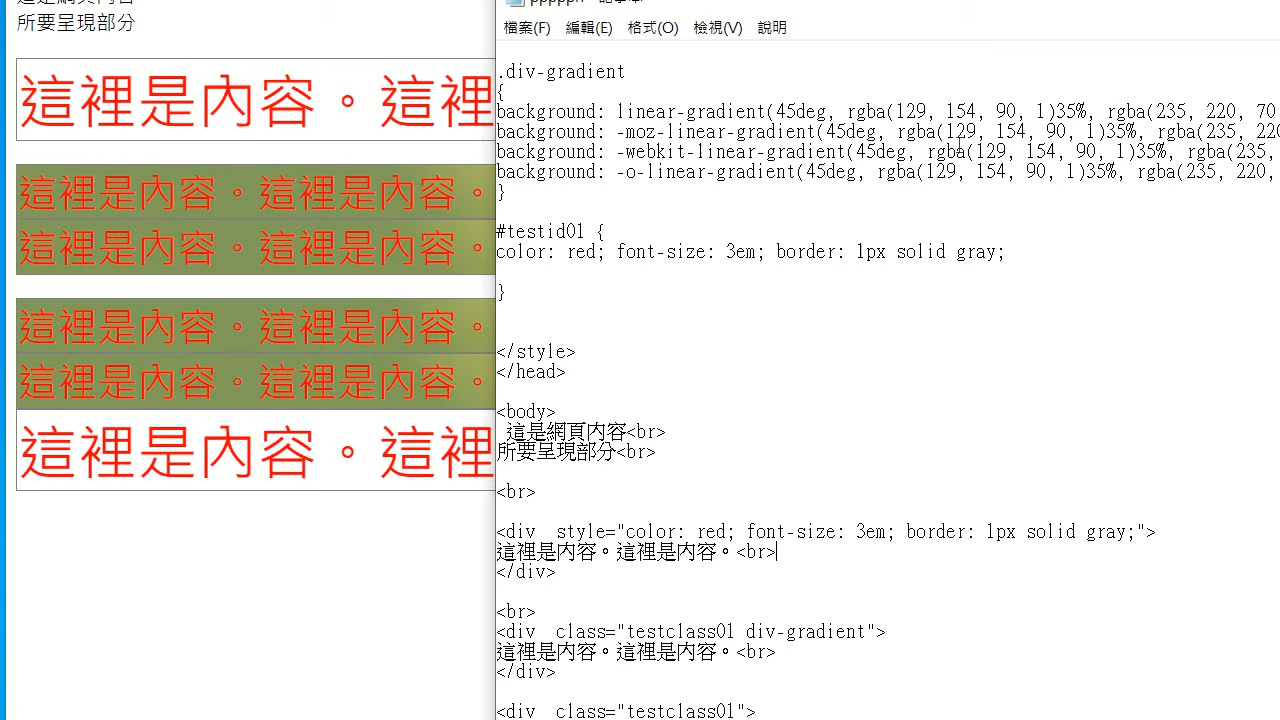 所要呈現部分
這裡是內容。這裡
這裡是內容。這裡是內容。
這裡是內容。這裡是內容。
這裡是內容。這裡是內容。
這裡是內容。這裡是內容。
這裡是內容。這裡
檔案(F) 編輯(E) 格式(O) 檢視(V) 說明
.div-gradient
{
background: linear-gradient(45deg, rgba(129, 154, 90, 1)35%, rgba(235, 220, 70
background: -moz-linear-gradient(45deg, rgba(129, 154, 90, 1)35%, rgba(235, 220
background: -webkit-linear-gradient(45deg, rgba(129, 154, 90, 1)35%, rgba(235,
background: -o-linear-gradient(45deg, rgba(129, 154, 90, 1)35%, rgba(235, 220,
}
#testid01 {
color: red; font-size: 3em; border: 1px solid gray;
}
</style>
</head>
<body>
這是網頁內容<br>
所要呈現部分<br>
<br>
<div  style="color: red; font-size: 3em; border: 1px solid gray;">
這裡是內容。這裡是內容。<br>
</div>
<br>
<div  class="testclass01 div-gradient">
這裡是內容。這裡是內容。<br>
</div>
<div  class="testclass01">